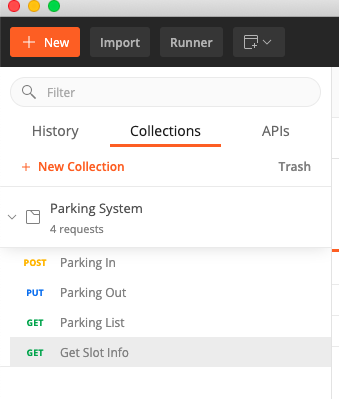 + New Import Runner
Filter
History Collections APIs
+ New Collection Trash
Parking System
4 requests
POST Parking In
PUT Parking Out
GET Parking List
GET Get Slot Info